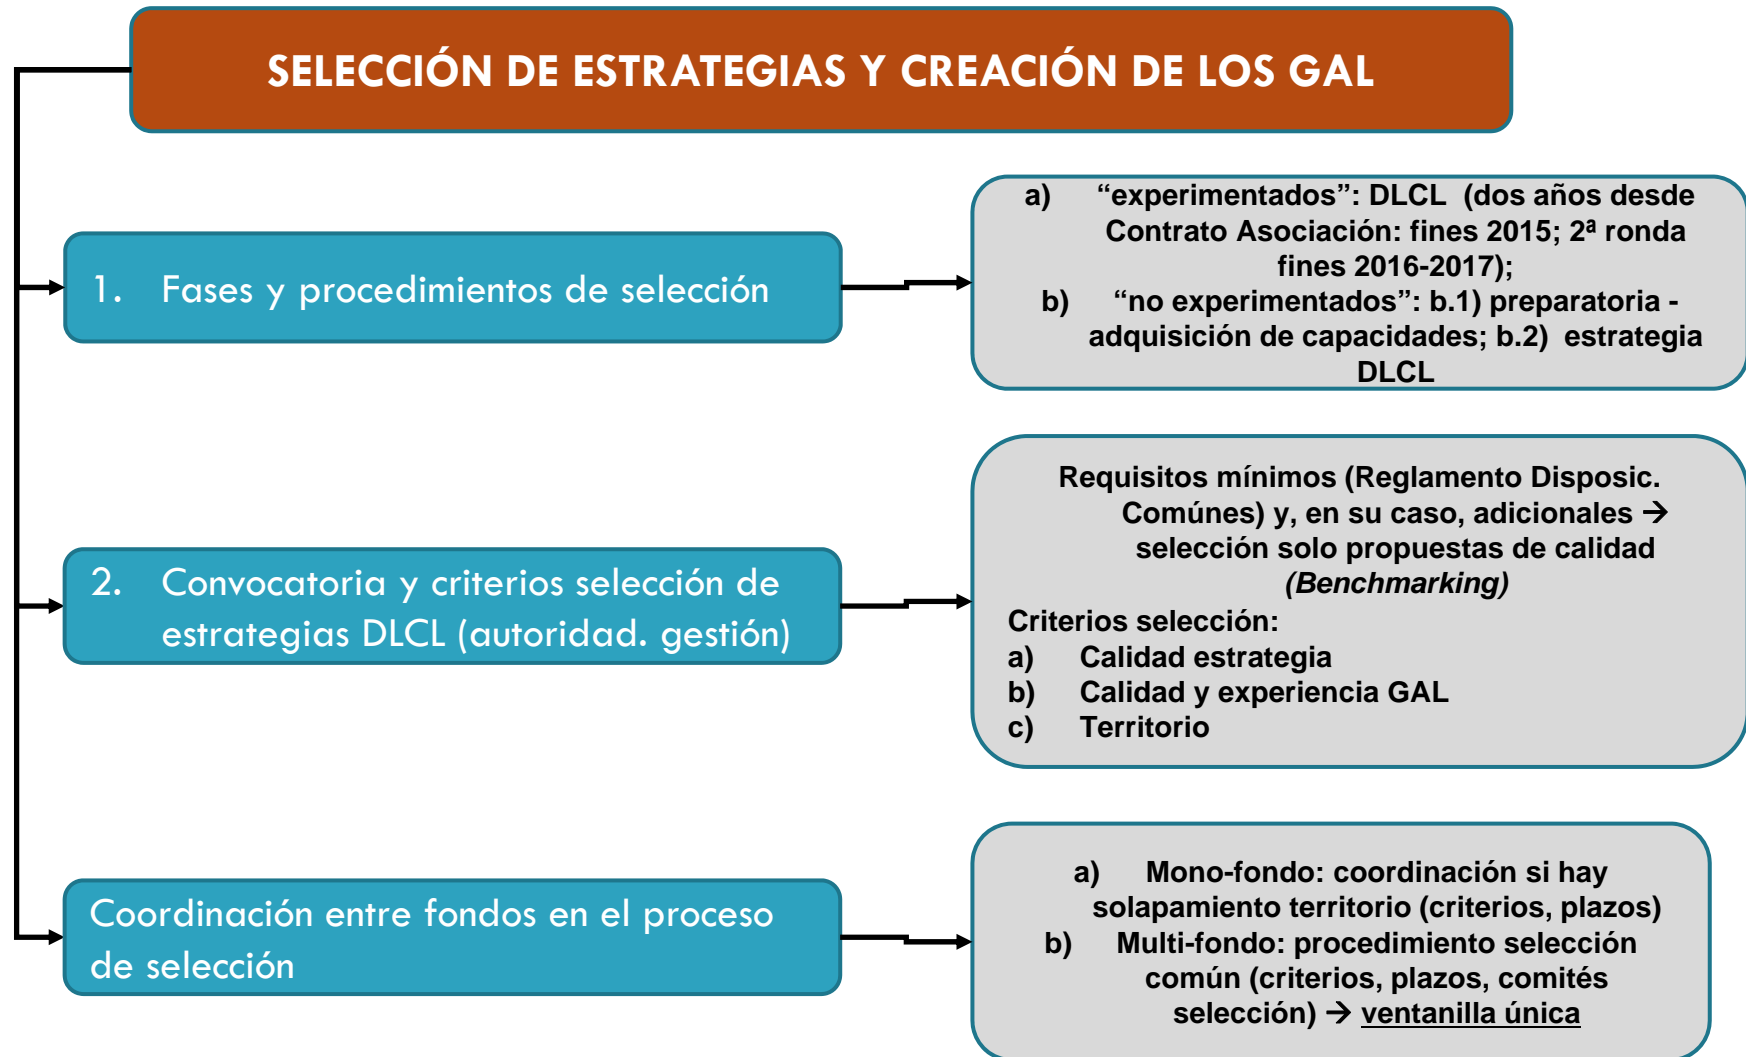 SELECCIÓN DE ESTRATEGIAS Y CREACIÓN DE LOS GAL
1. Fases y procedimientos de selección
a) “experimentados”: DLCL (dos años desde
Contrato Asociación: fines 2015; 2ª ronda
fines 2016-2017);
b) “no experimentados”: b.1) preparatoria -
adquisición de capacidades; b.2) estrategia
DLCL
2. Convocatoria y criterios selección de
estrategias DLCL (autoridad. gestión)
Requisitos mínimos (Reglamento Disposic.
Comúnes) y, en su caso, adicionales →
selección solo propuestas de calidad
(Benchmarking)
Criterios selección:
a) Calidad estrategia
b) Calidad y experiencia GAL
c) Territorio
Coordinación entre fondos en el proceso
de selección
a) Mono-fondo: coordinación si hay
solapamiento territorio (criterios, plazos)
b) Multi-fondo: procedimiento selección
común (criterios, plazos, comités
selección) → ventanilla única